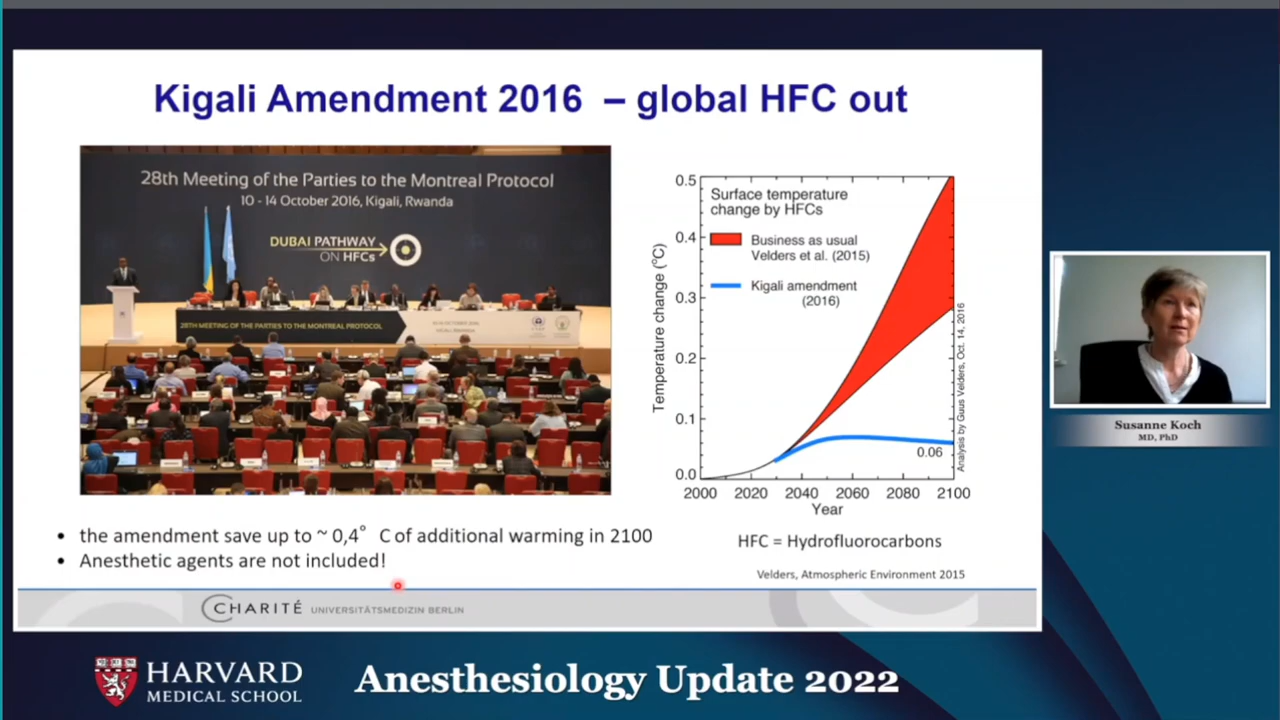 Kigali Amendment 2016 – global HFC out
28th Meeting of the Parties to the Montreal Protocol
10 - 14 October 2016, Kigali, Rwanda
DUBAI PATHWAY
ON HFCs
28TH MEETING OF THE PARTIES TO THE MONTREAL PROTOCOL
Surface temperature
change by HFCs
Business as usual
Velders et al. (2015)
Kigali amendment
(2016)
Temperature change (°C)
0.5
0.4
0.3
0.2
0.1
0.0
0.06
2000 2020 2040 2060 2080 2100
Year
Analysis by Guus Velders, Oct. 14, 2016
HFC = Hydrofluorocarbons
Velders, Atmospheric Environment 2015
• the amendment save up to ~ 0,4° C of additional warming in 2100
• Anesthetic agents are not included!
CHARITÉ UNIVERSITÄTSMEDIZIN BERLIN
Susanne Koch
MD, PhD
HARVARD
MEDICAL SCHOOL
Anesthesiology Update 2022